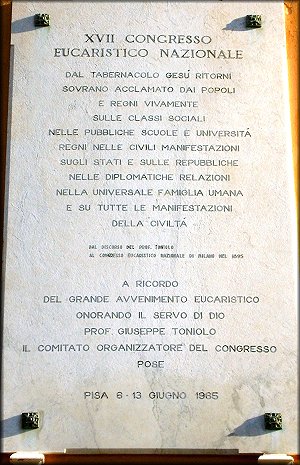 XVII CONGRESSO
EUCARISTICO NAZIONALE
DAL TABERNACOLO GESÚ RITORNI
SOVRANO ACCLAMATO DAI POPOLI
E REGNI VIVAMENTE
SULLE CLASSI SOCIALI
NELLE PUBBLICHE SCUOLE E UNIVERSITÁ
REGNI NELLE CIVILI MANIFESTAZIONI
SUGLI STATI E SULLE REPUBBLICHE
NELLE DIPLOMATICHE RELAZIONI
NELLA UNIVERSALE FAMIGLIA UMANA
E SU TUTTE LE MANIFESTAZIONI
DELLA CIVILTÁ
DAL DISCORSO DEL PROF. TONIOLO
AL CONGRESSO EUCARISTICO NAZIONALE DI MILANO NEL 1895
A RICORDO
DEL GRANDE AVVENIMENTO EUCARISTICO
ONORANDO IL SERVO DI DIO
PROF. GIUSEPPE TONIOLO
IL COMITATO ORGANIZZATORE DEL CONGRESSO
POSE
PISA 6 - 13 GIUGNO 1965